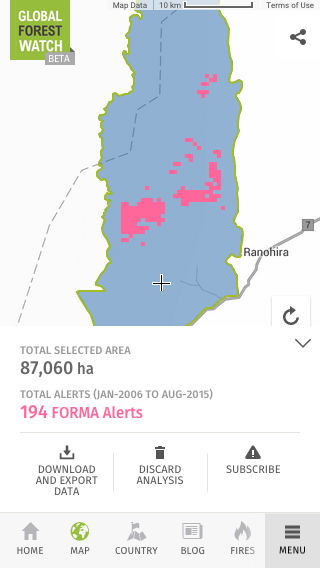 GLOBAL
FOREST
WATCH
BETA
Map Data
10 km
Terms of Use
7
Ranohira
TOTAL SELECTED AREA
87,060 ha
TOTAL ALERTS (JAN-2006 TO AUG-2015)
194 FORMA Alerts
DOWNLOAD
AND EXPORT
DATA
DISCARD
ANALYSIS
SUBSCRIBE
HOME
MAP
COUNTRY
BLOG
FIRES
MENU